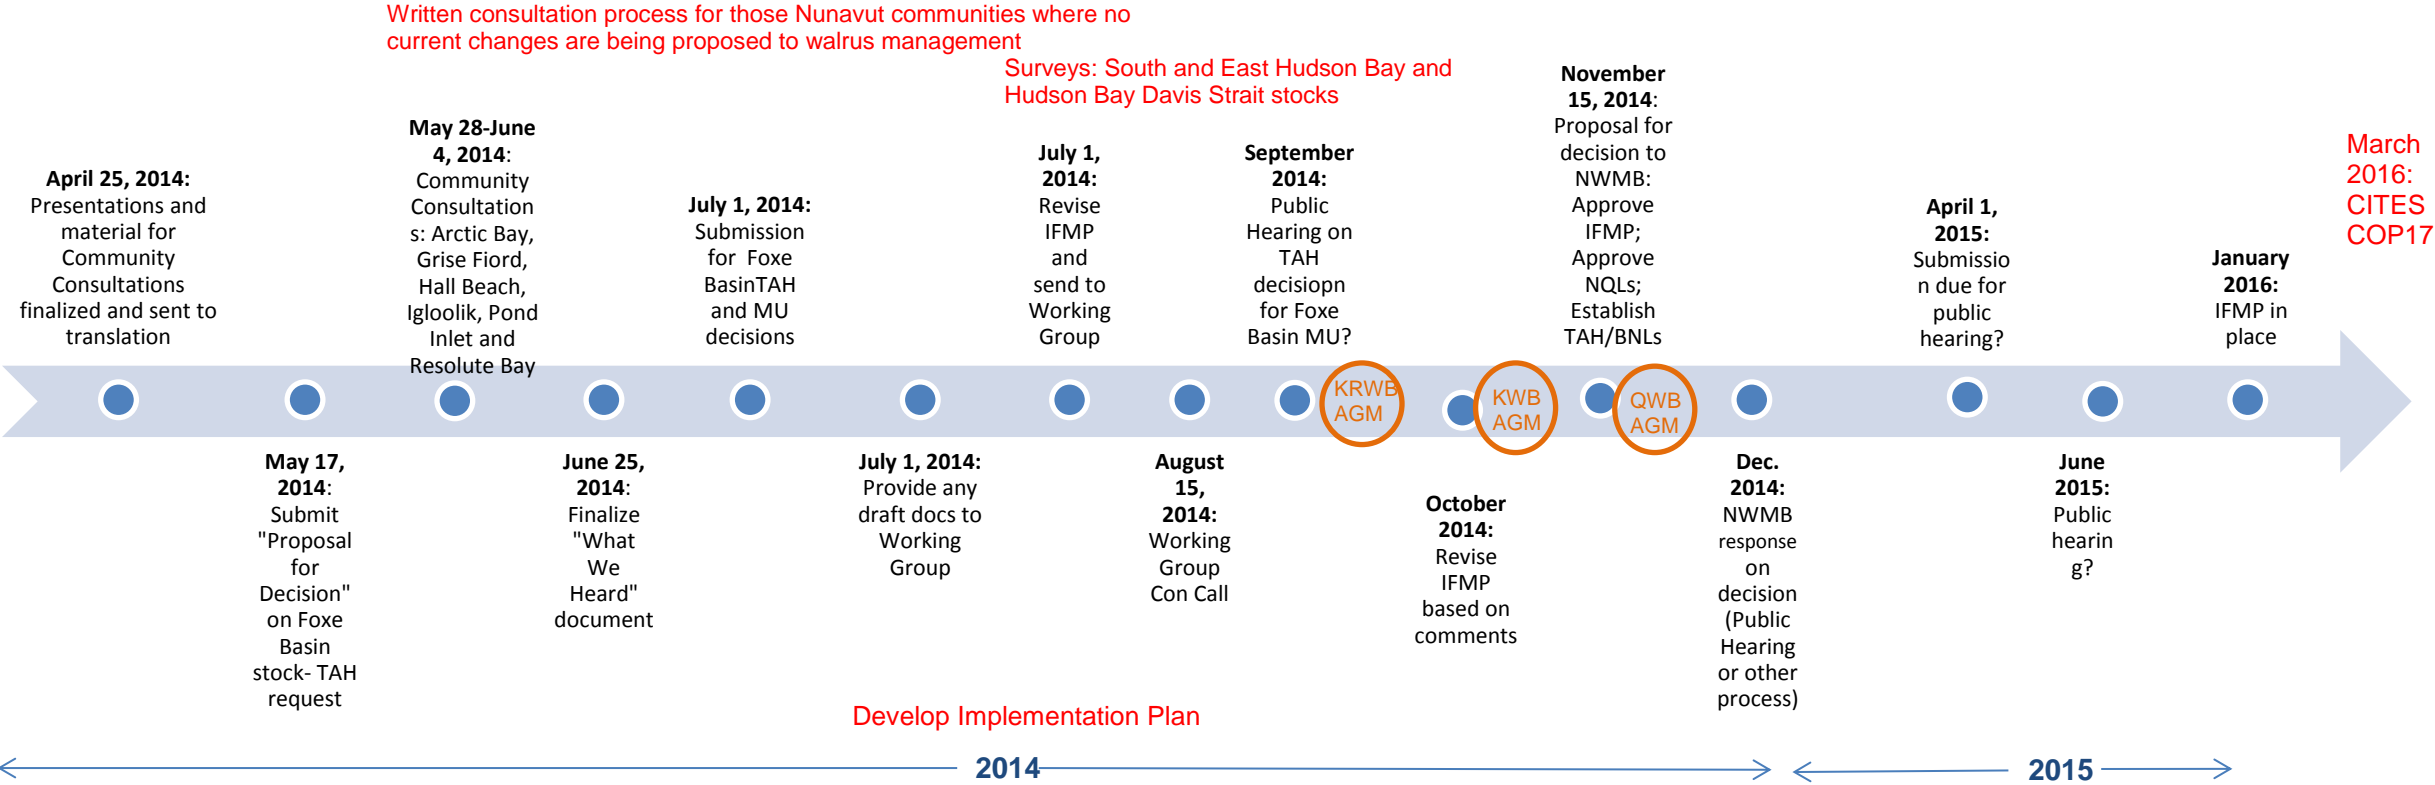 Written consultation process for those Nunavut communities where no
current changes are being proposed to walrus management
Surveys: South and East Hudson Bay and
Hudson Bay Davis Strait stocks
April 25, 2014:
Presentations and
material for
Community
Consultations
finalized and sent to
translation
May 17,
2014:
Submit
"Proposal
for
Decision"
on Foxe
Basin
stock- TAH
request
May 28-June
4, 2014:
Community
Consultation
s: Arctic Bay,
Grise Fiord,
Hall Beach,
Igloolik, Pond
Inlet and
Resolute Bay
June 25,
2014:
Finalize
"What
We
Heard"
document
July 1, 2014:
Submission
for Foxe
BasinTAH
and MU
decisions
July 1, 2014:
Provide any
draft docs to
Working
Group
July 1,
2014:
Revise
IFMP
and
send to
Working
Group
August
15,
2014:
Working
Group
Con Call
September
2014:
Public
Hearing on
TAH
decisiopn
for Foxe
Basin MU?
KRWB
AGM
October
2014:
Revise
IFMP
based on
comments
KWB
AGM
November
15, 2014:
Proposal for
decision to
NWMB:
Approve
IFMP;
Approve
NQLs;
Establish
TAH/BNLs
QWB
AGM
Dec.
2014:
NWMB
response
on
decision
(Public
Hearing
or other
process)
April 1,
2015:
Submissio
n due for
public
hearing?
June
2015:
Public
hearin
g?
January
2016:
IFMP in
place
March
2016:
CITES
COP17
Develop Implementation Plan
2014
2015